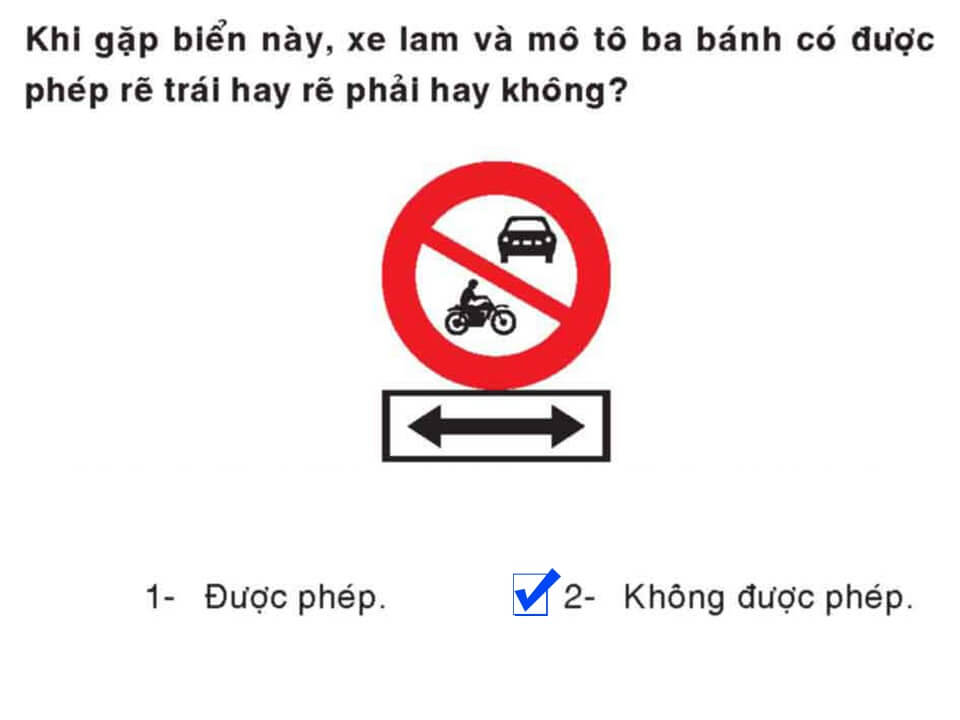 Khi gặp biển này, xe lam và mô tô ba bánh có được
phép rẽ trái hay rẽ phải hay không?
1- Được phép.
2- Không được phép.